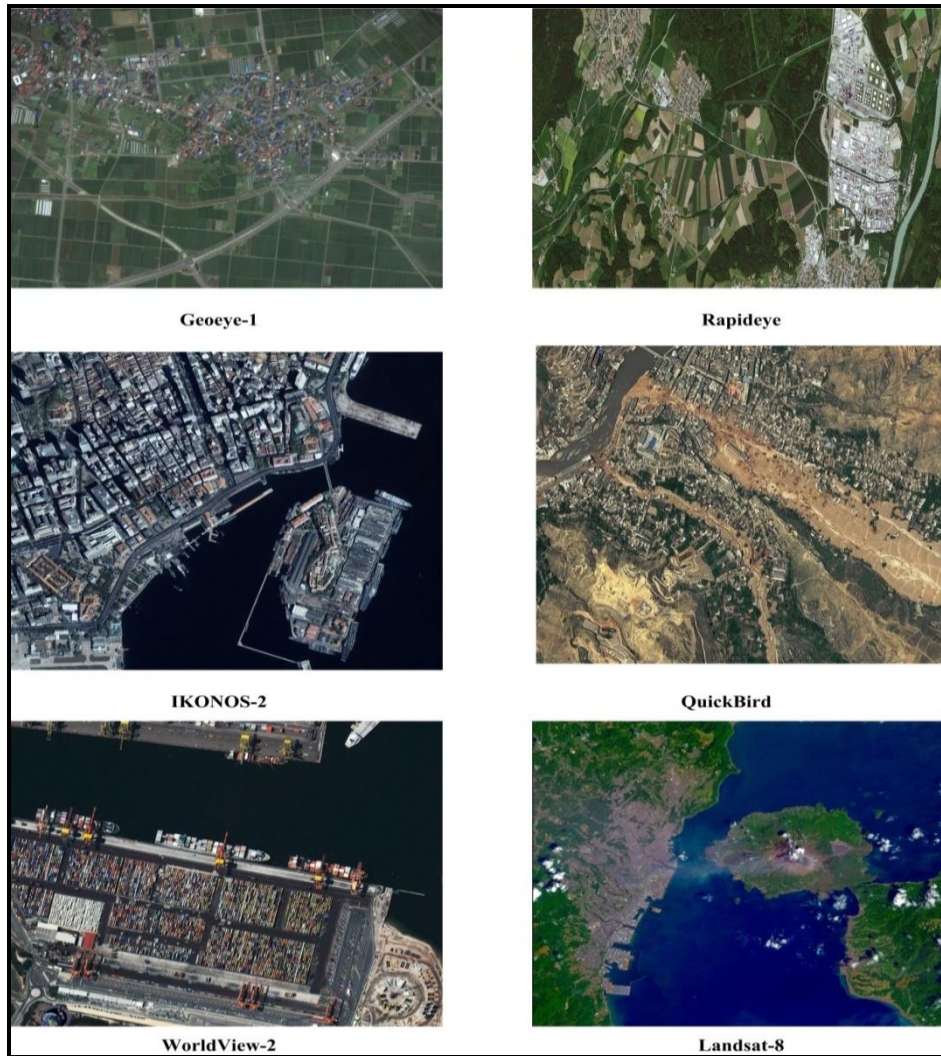 Geoeye-1
Rapideye
IKONOS-2
QuickBird
WorldView-2
Landsat-8